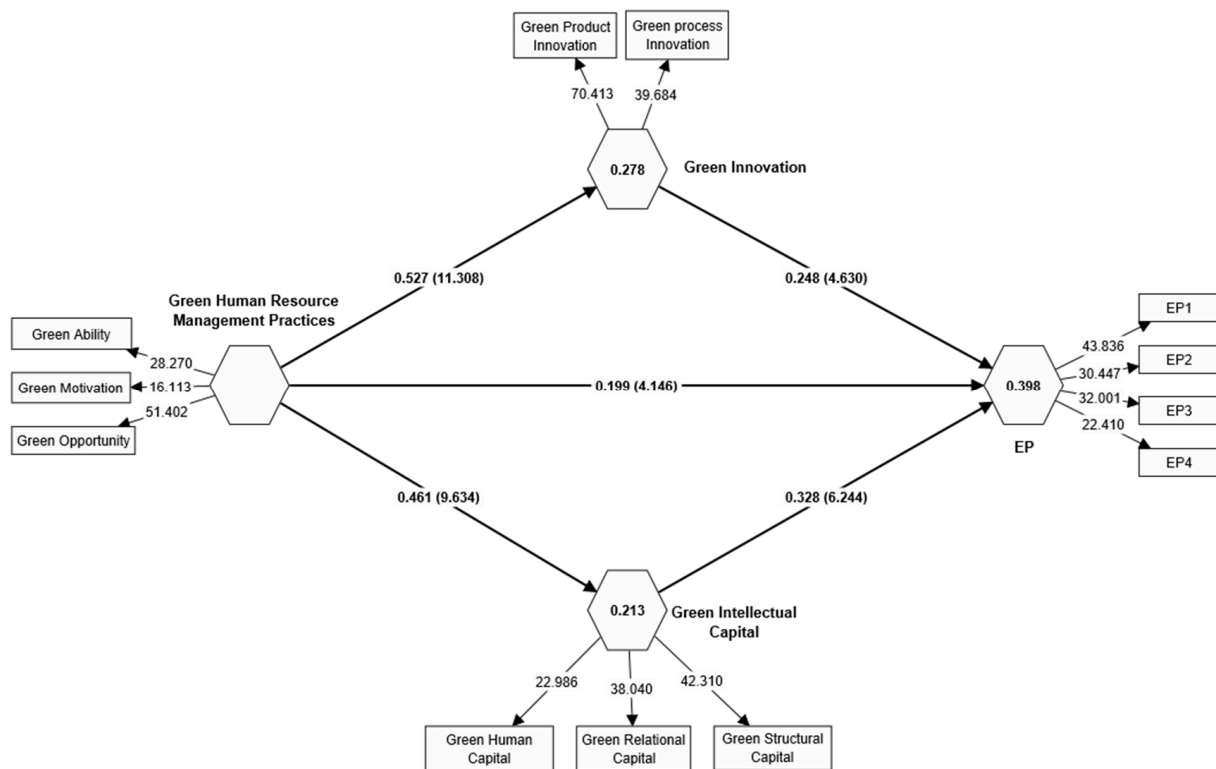 Green Product
Innovation
Green process
Innovation
70.413
39.684
0.278
Green Innovation
0.527 (11.308)
0.248 (4.630)
Green Human Resource
Management Practices
Green Ability
Green Motivation
Green Opportunity
28.270
16.113
51.402
0.199 (4.146)
0.398
EP
43.836
30.447
32.001
22.410
EP1
EP2
EP3
EP4
0.461 (9.634)
0.328 (6.244)
0.213
Green Intellectual
Capital
22.986
38.040
42.310
Green Human
Capital
Green Relational
Capital
Green Structural
Capital